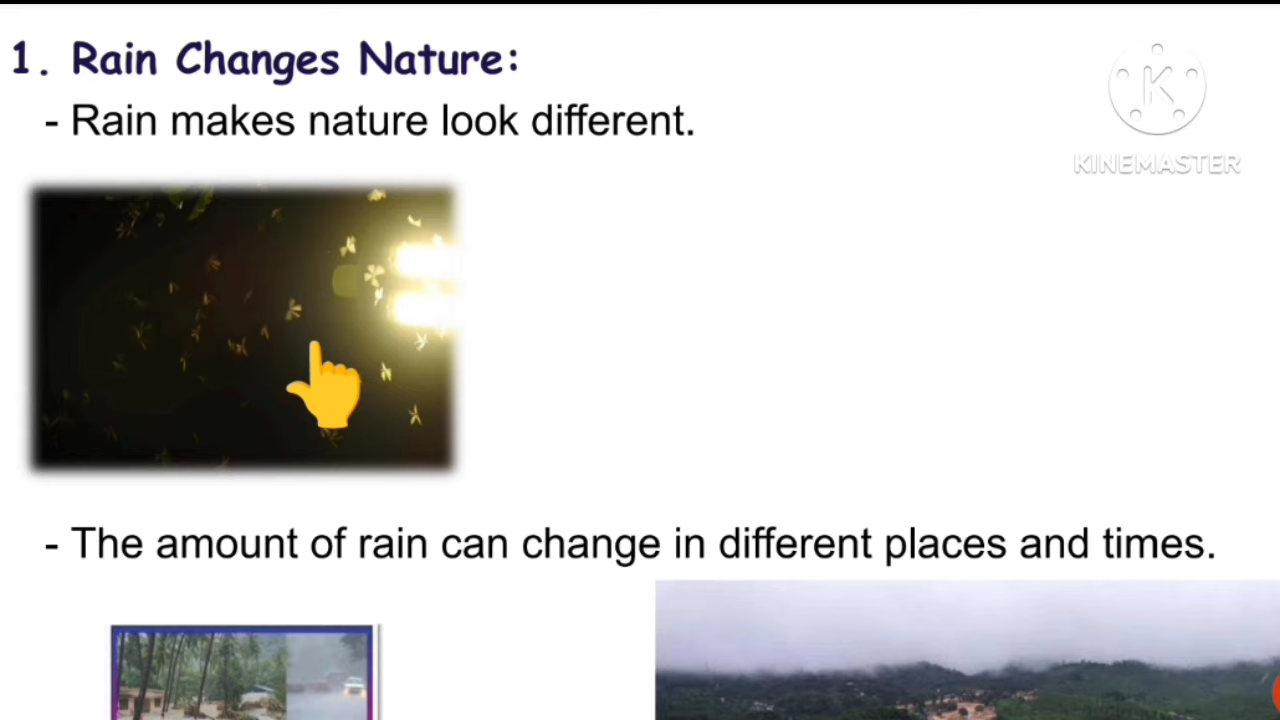 1. Rain Changes Nature:
- Rain makes nature look different.
K
KINEMASTER
- The amount of rain can change in different places and times.